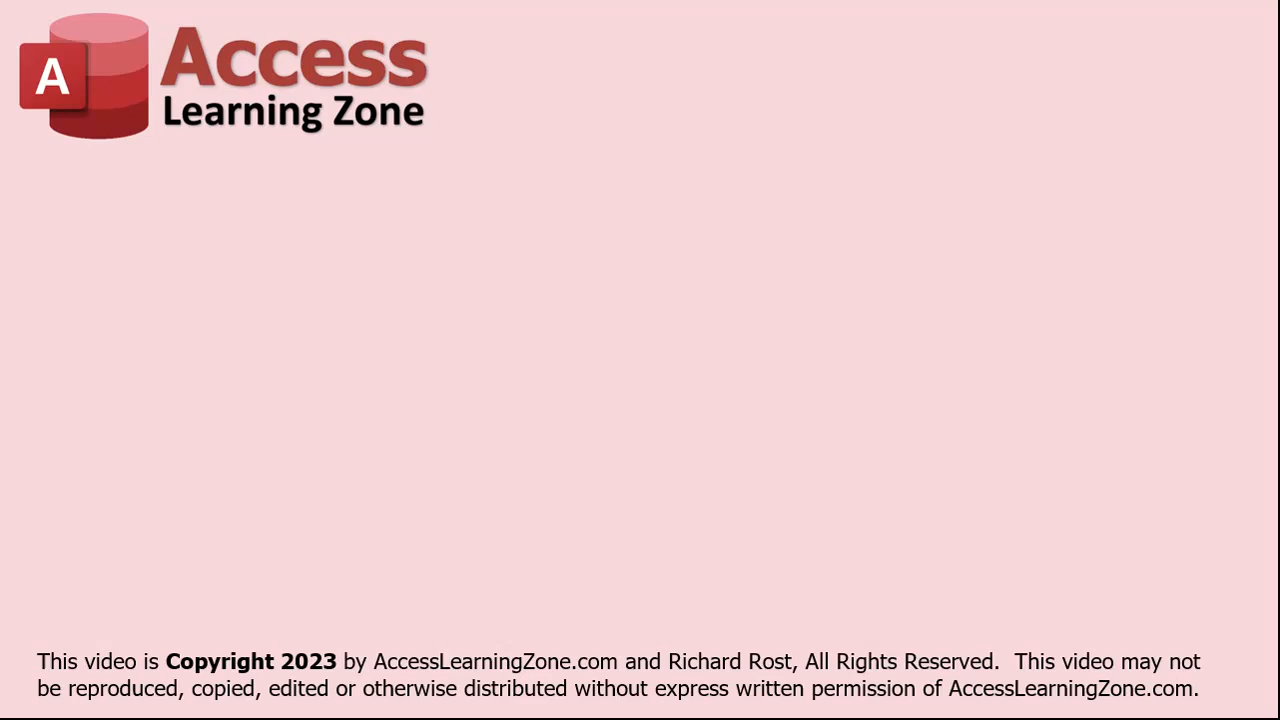 A
Access
Learning Zone
This video is Copyright 2023 by AccessLearningZone.com and Richard Rost, All Rights Reserved.  This video may not
be reproduced, copied, edited or otherwise distributed without express written permission of AccessLearningZone.com.